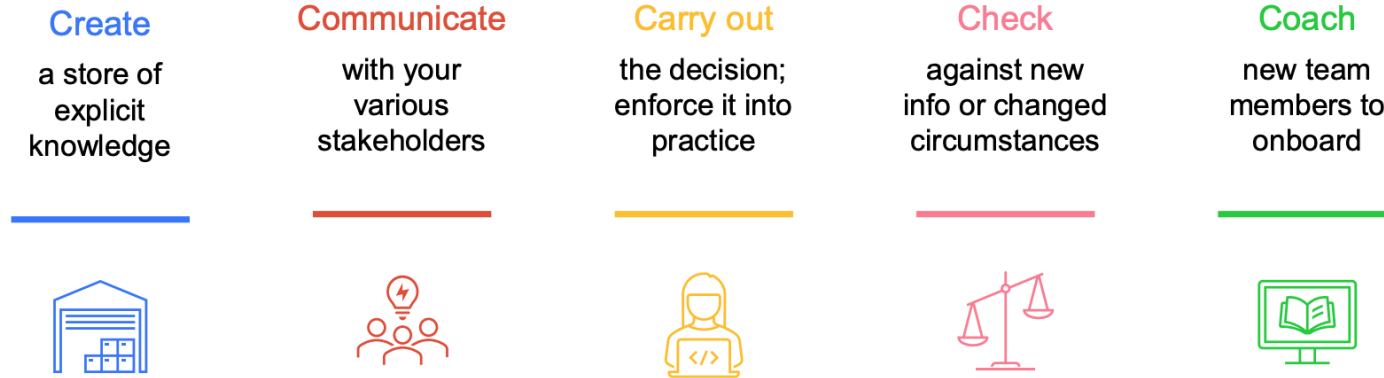 Create
a store of
explicit
knowledge
Communicate
with your
various
stakeholders
Carry out
the decision;
enforce it into
practice
Check
against new
info or changed
circumstances
Coach
new team
members to
onboard
</>